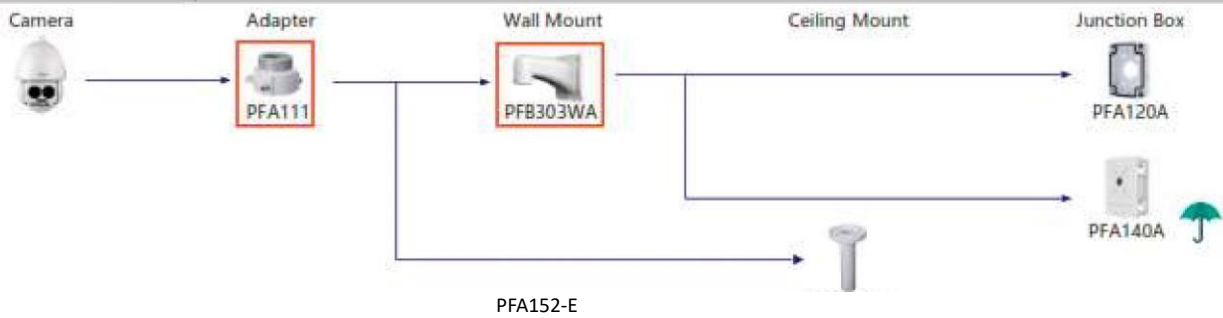 Camera
Adapter
Wall Mount
Ceiling Mount
Junction Box
PFA111
PFB303WA
PFA120A
PFA140A
PFA152-E